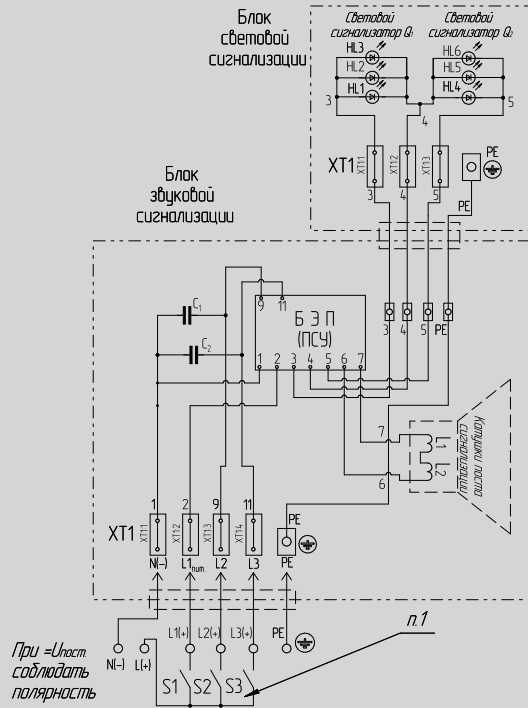 Блок
световой
сигнализации
Световой
сигнализатор Q₁
Световой
сигнализатор Q₂
HL3
HL2
HL1
HL6
HL5
HL4
3
4
5
XT1
XT11
XT12
XT13
3
4
5
PE
PE
Блок
звуковой
сигнализации
C₁
C₂
9
11
Б Э П
(ПСУ)
1
2
3
4
5
6
7
3
4
5
PE
7
6
L1
L2
Катушки поста
сигнализации
1
2
9
11
XT1
XT11
XT12
XT13
XT14
PE
N(-)
L1пит.
L2
L3
PE
L1(+)
L2(+)
L3(+)
PE
N(-)
L(+)
S1
S2
S3
п.1
При =Uпост.
соблюдать
полярность